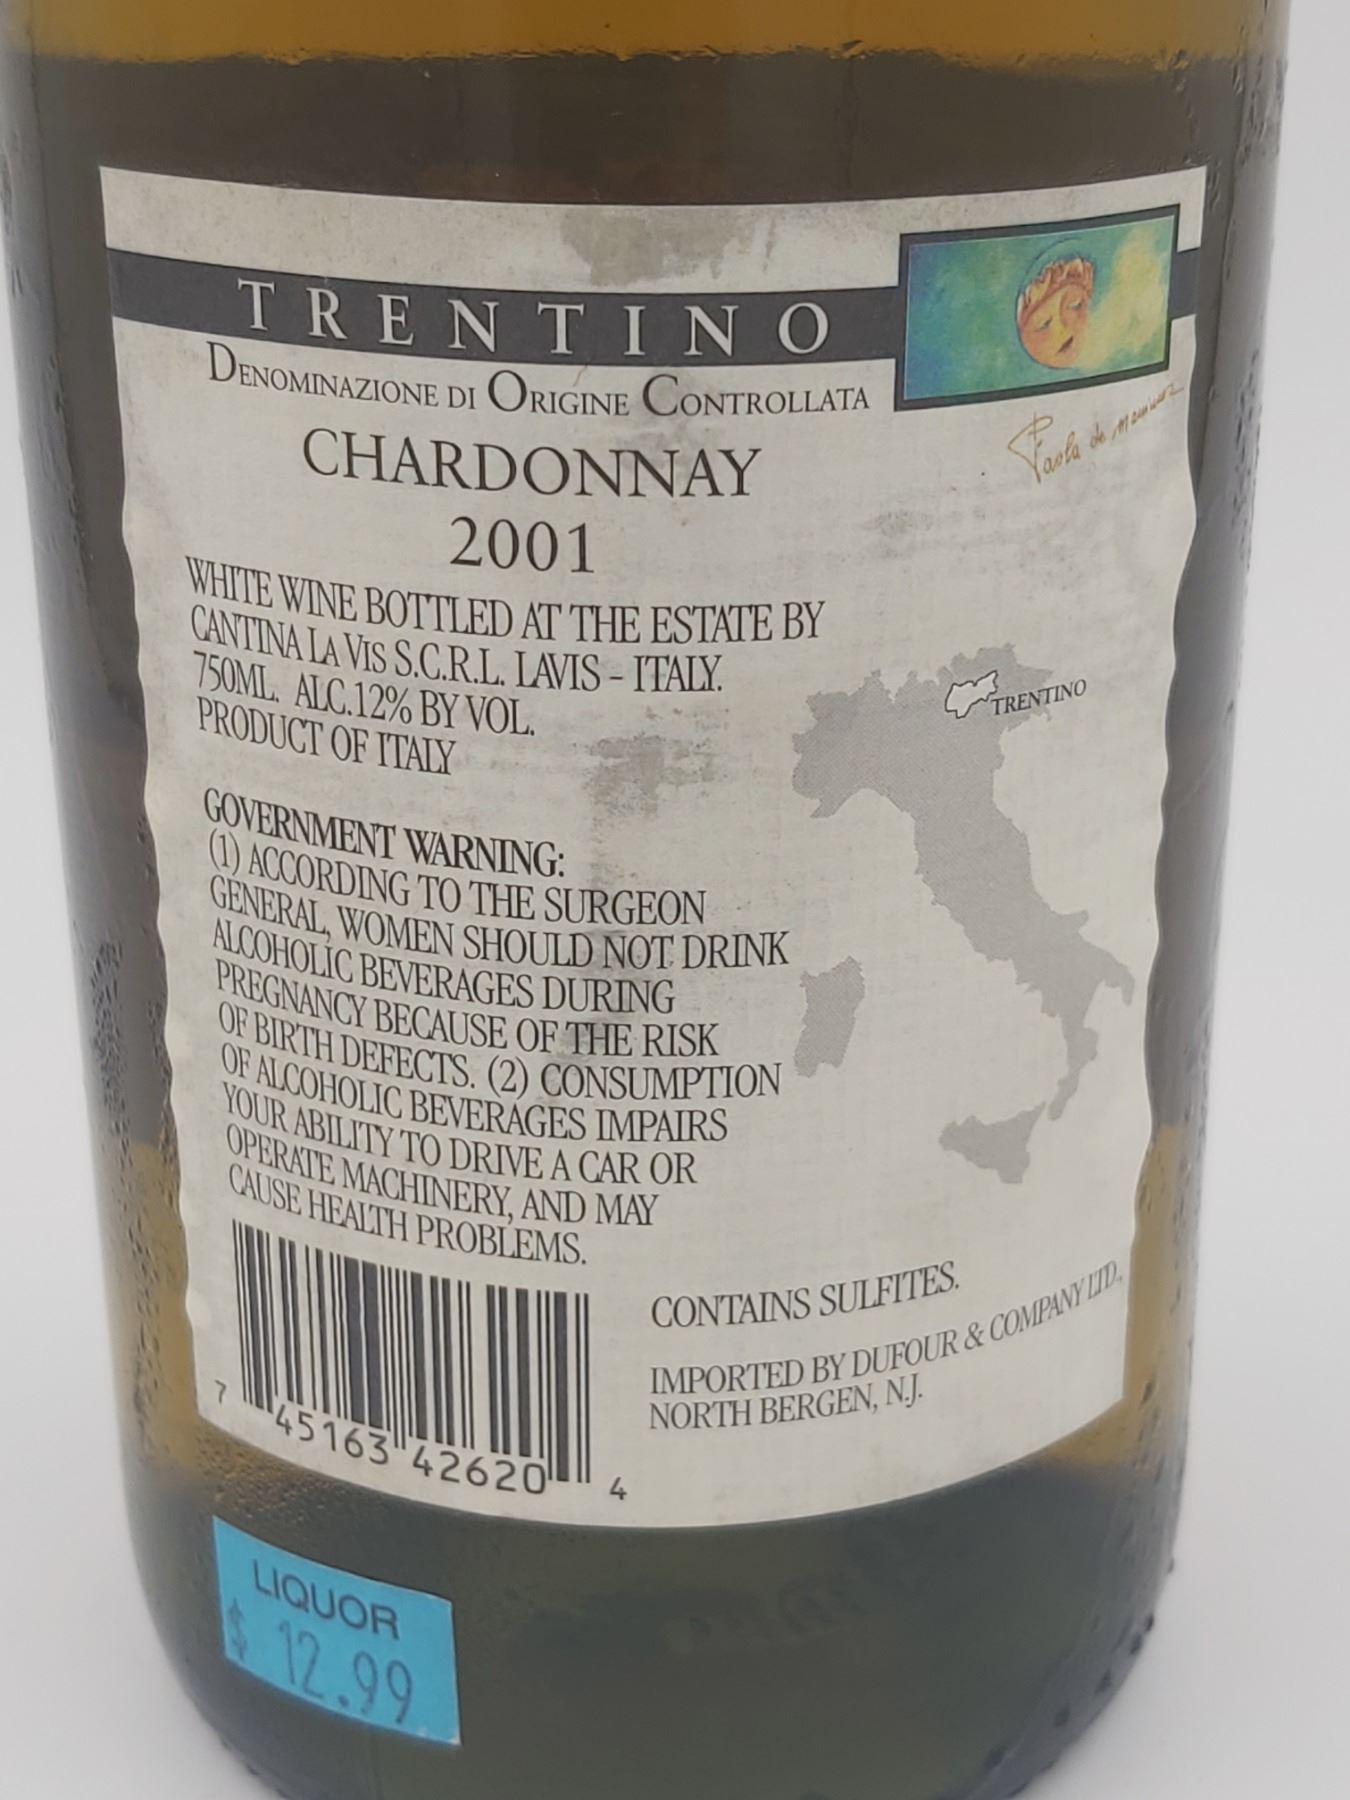 TRENTINO
DENOMINAZIONE DI ORIGINE CONTROLLATA
CHARDONNAY
2001
Paola de
WHITE WINE BOTTLED AT THE ESTATE BY
CANTINA LA VIS S.C.R.L. LAVIS - ITALY.
750ML. ALC.12% BY VOL.
PRODUCT OF ITALY
TRENTINO
GOVERNMENT WARNING:
(1) ACCORDING TO THE SURGEON
GENERAL, WOMEN SHOULD NOT DRINK
ALCOHOLIC BEVERAGES DURING
PREGNANCY BECAUSE OF THE RISK
OF BIRTH DEFECTS. (2) CONSUMPTION
OF ALCOHOLIC BEVERAGES IMPAIRS
YOUR ABILITY TO DRIVE A CAR OR
OPERATE MACHINERY, AND MAY
CAUSE HEALTH PROBLEMS.
CONTAINS SULFITES.
IMPORTED BY DUFOUR & COMPANY LTD.,
NORTH BERGEN, N.J.
7 45163 42620 4
LIQUOR
$ 12.99